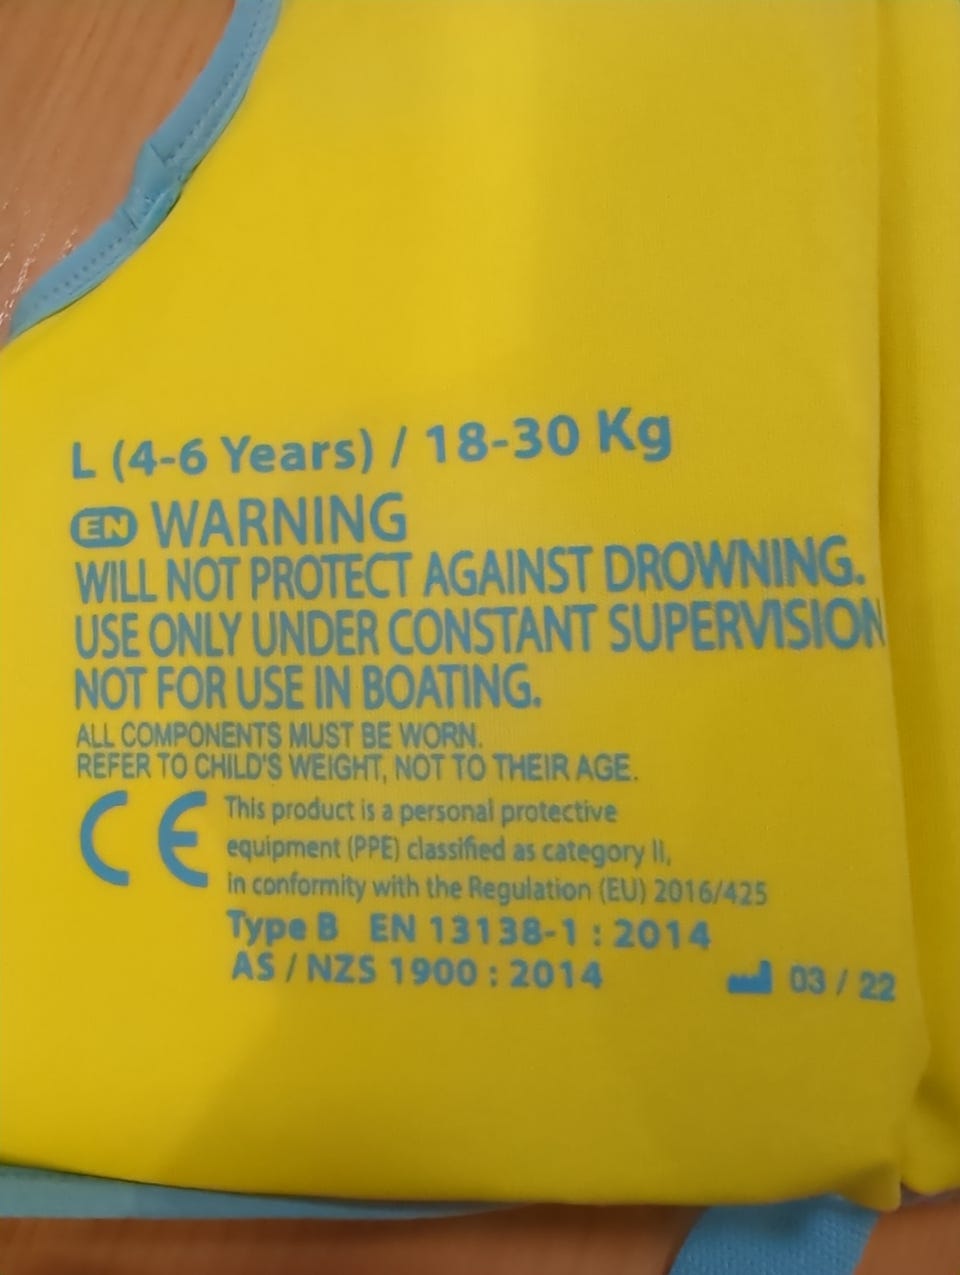 L (4-6 Years) / 18-30 Kg
EN WARNING
WILL NOT PROTECT AGAINST DROWNING.
USE ONLY UNDER CONSTANT SUPERVISION
NOT FOR USE IN BOATING.
ALL COMPONENTS MUST BE WORN.
REFER TO CHILD'S WEIGHT, NOT TO THEIR AGE.
CE This product is a personal protective
equipment (PPE) classified as category II,
in conformity with the Regulation (EU) 2016/425
Type B EN 13138-1 : 2014
AS / NZS 1900 : 2014
03 / 22